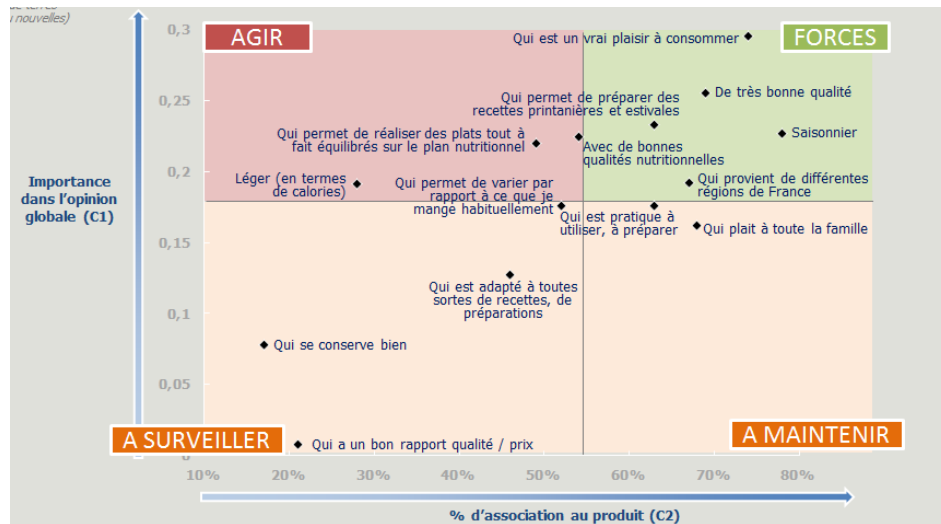 u nouvelles)
AGIR
FORCES
0,3
0,25
0,2
0,15
0,1
0,05
0
Importance
dans l'opinion
globale (C1)
Qui est un vrai plaisir à consommer
De très bonne qualité
Qui permet de préparer des
recettes printanières et estivales
Saisonnier
Qui permet de réaliser des plats tout à
fait équilibrés sur le plan nutritionnel
Avec de bonnes
qualités nutritionnelles
Léger (en termes
de calories)
Qui provient de différentes
régions de France
Qui permet de varier par
rapport à ce que je
mange habituellement
Qui est pratique à
utiliser, à préparer
Qui plait à toute la famille
Qui est adapté à toutes
sortes de recettes, de
préparations
Qui se conserve bien
Qui a un bon rapport qualité / prix
A SURVEILLER
A MAINTENIR
10%
20%
30%
40%
50%
60%
70%
80%
% d'association au produit (C2)